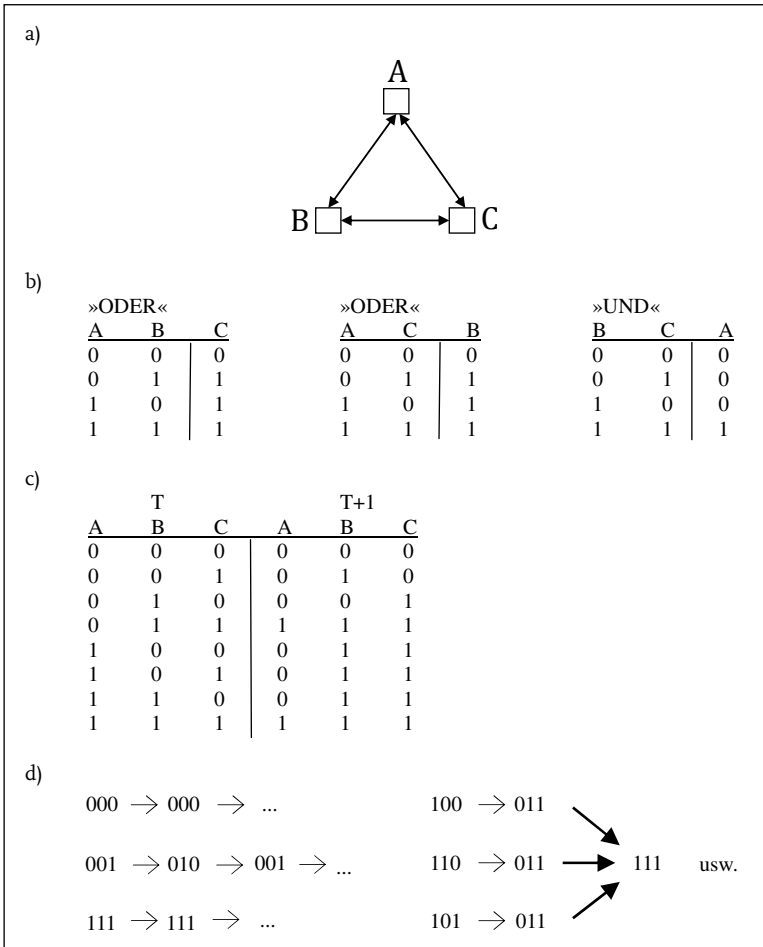 a)
A
B C
b)
»ODER« »ODER« »UND«
A B C A C B B C A
0 0 0 0 0 0 0 0 0
0 1 1 0 1 1 0 1 0
1 0 1 1 0 1 1 0 0
1 1 1 1 1 1 1 1 1
c)
T T+1
A B C A B C
0 0 0 0 0 0
0 0 1 0 1 0
0 1 0 0 0 1
0 1 1 1 1 1
1 0 0 0 1 1
1 0 1 0 1 1
1 1 0 0 1 1
1 1 1 1 1 1
d)
000 → 000 → ... 100 → 011
001 → 010 → 001 → ... 110 → 011 → 111 usw.
111 → 111 → ... 101 → 011